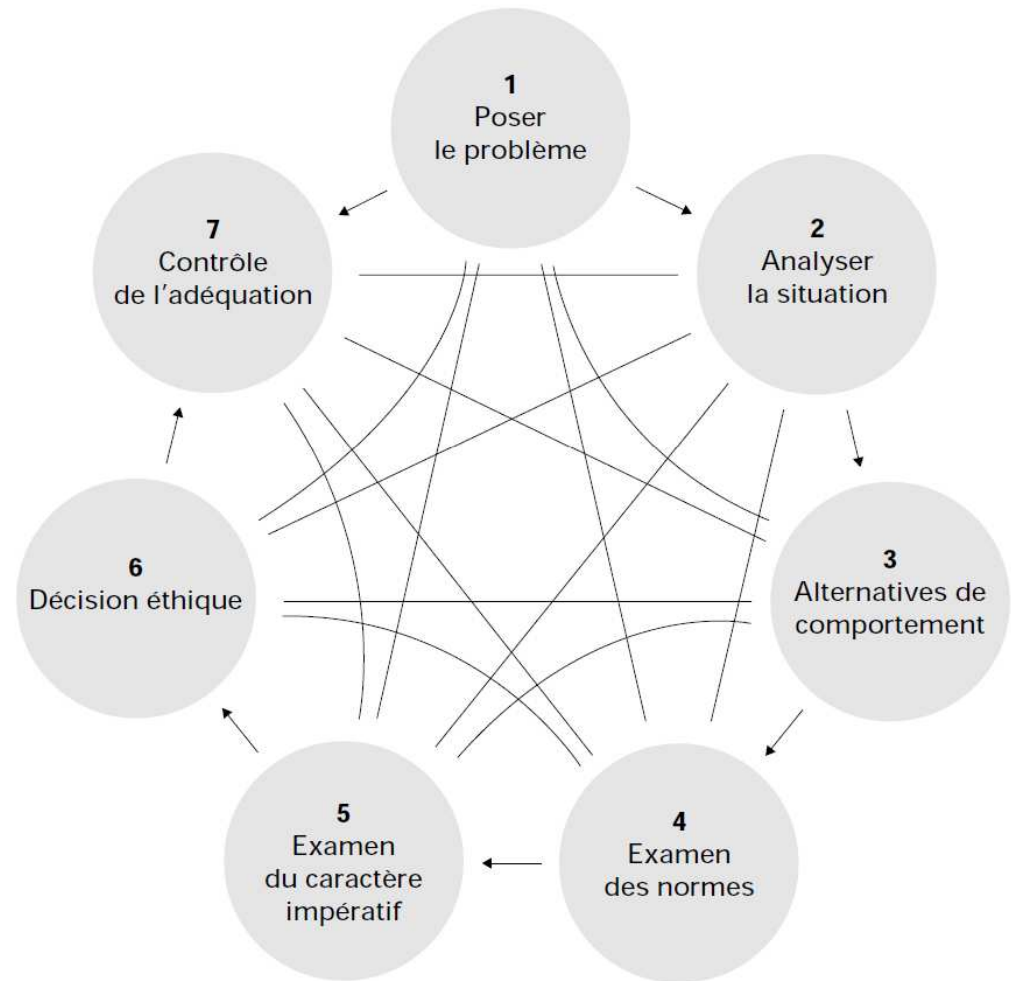 1
Poser
le problème
2
Analyser
la situation
3
Alternatives de
comportement
4
Examen
des normes
5
Examen
du caractère
impératif
6
Décision éthique
7
Contrôle
de l'adéquation